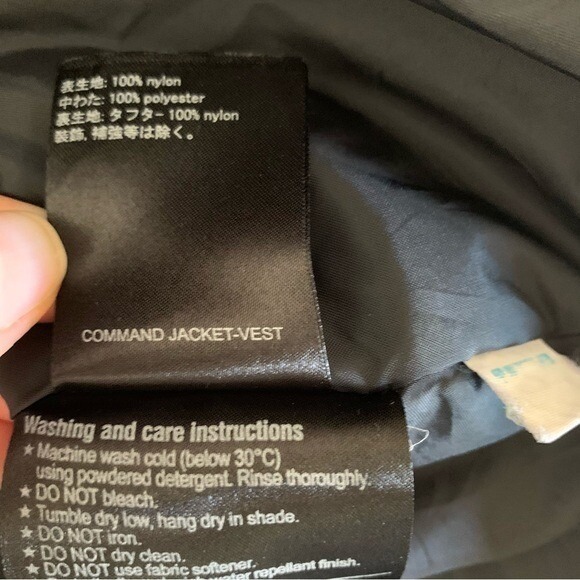 表生地: 100% nylon
中わた: 100% polyester
裏生地: タフター 100% nylon
装飾, 補強等は除く。
COMMAND JACKET-VEST
Washing and care instructions
★ Machine wash cold (below 30°C)
using powdered detergent. Rinse thoroughly.
★ DO NOT bleach.
★ Tumble dry low, hang dry in shade.
★ DO NOT iron.
★ DO NOT dry clean.
★ DO NOT use fabric softener.
water repellant finish.